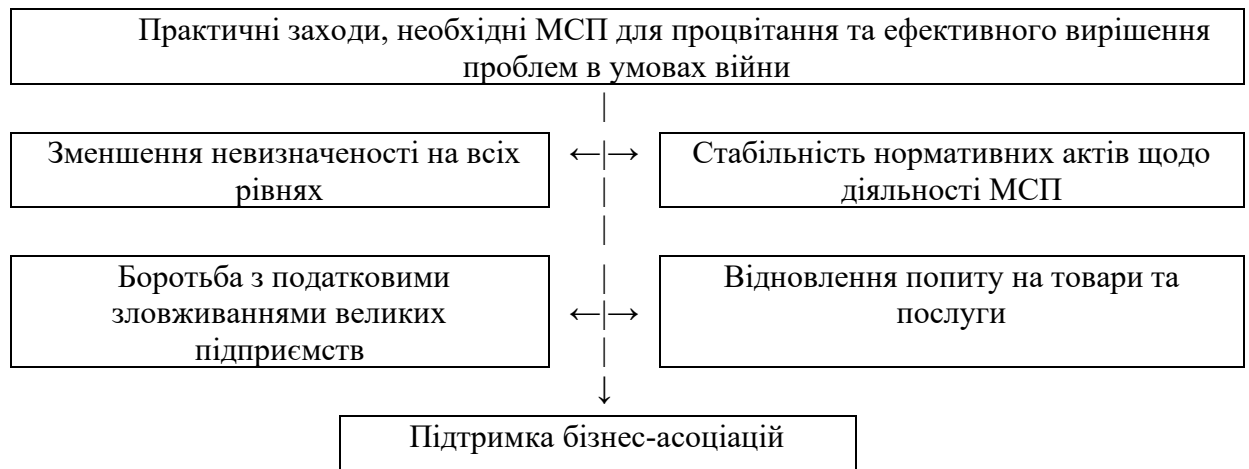 Практичні заходи, необхідні МСП для процвітання та ефективного вирішення
проблем в умовах війни
Зменшення невизначеності на всіх
рівнях
←|→
Стабільність нормативних актів щодо
діяльності МСП
Боротьба з податковими
зловживаннями великих
підприємств
←|→
Відновлення попиту на товари та
послуги
↓
Підтримка бізнес-асоціацій